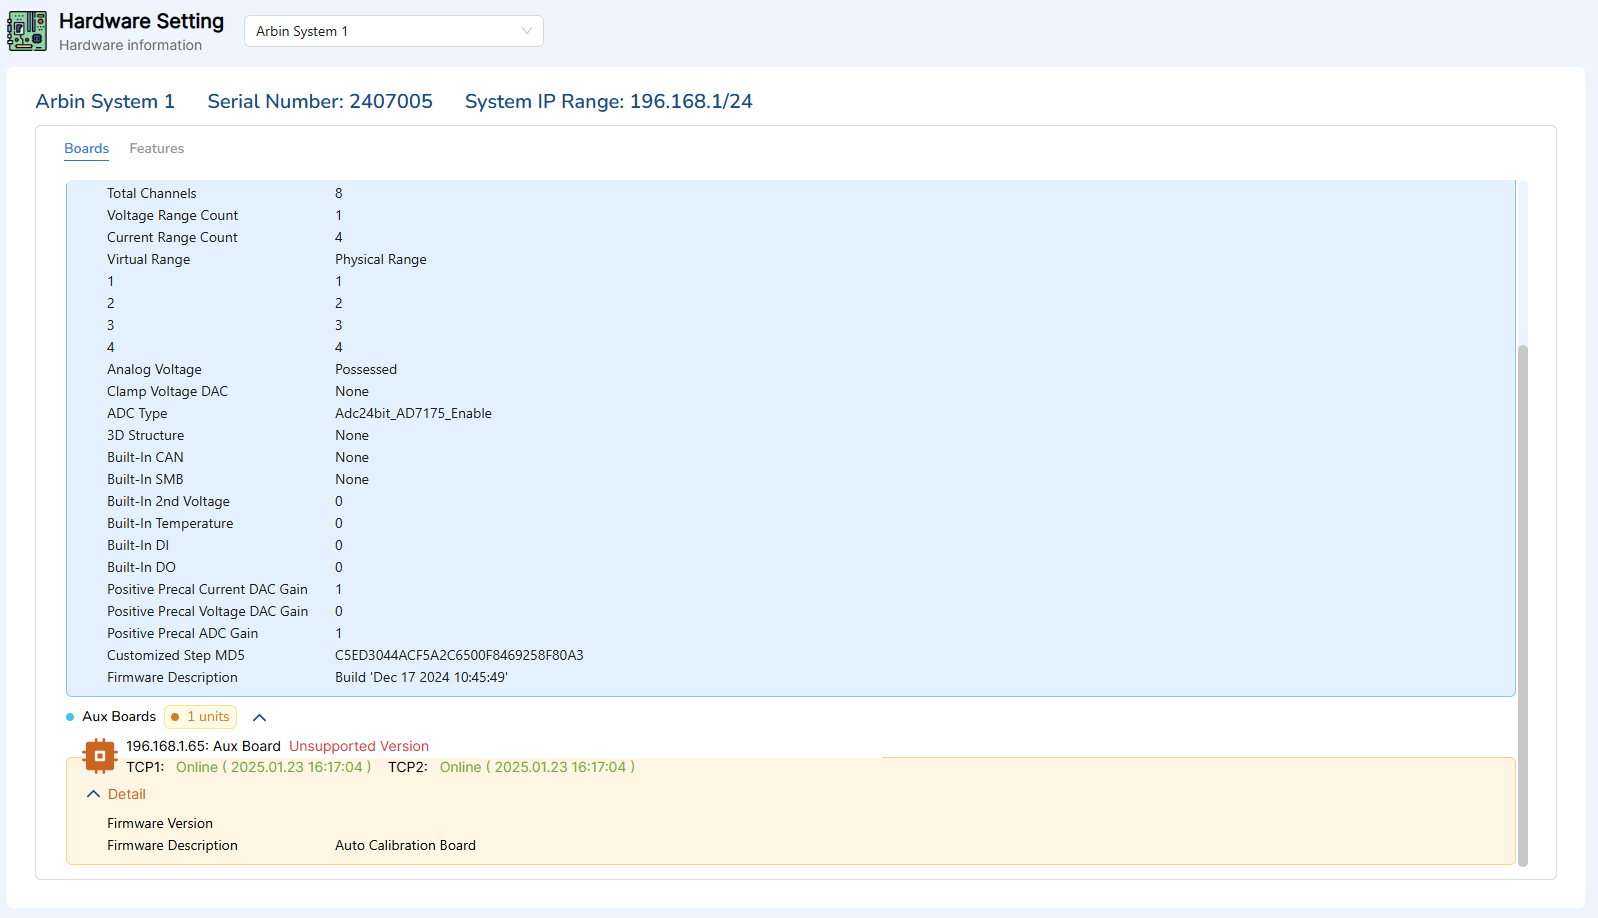 Hardware Setting
Hardware information
Arbin System 1
Arbin System 1 Serial Number: 2407005 System IP Range: 196.168.1/24
Boards Features
Total Channels 8
Voltage Range Count 1
Current Range Count 4
Virtual Range Physical Range
1 1
2 2
3 3
4 4
Analog Voltage Possessed
Clamp Voltage DAC None
ADC Type Adc24bit_AD7175_Enable
3D Structure None
Built-In CAN None
Built-In SMB None
Built-In 2nd Voltage 0
Built-In Temperature 0
Built-In DI 0
Built-In DO 0
Positive Precal Current DAC Gain 1
Positive Precal Voltage DAC Gain 0
Positive Precal ADC Gain 1
Customized Step MD5 C5ED3044ACF5A2C6500F8469258F80A3
Firmware Description Build 'Dec 17 2024 10:45:49'
Aux Boards 1 units
196.168.1.65: Aux Board Unsupported Version
TCP1: Online ( 2025.01.23 16:17:04 ) TCP2: Online ( 2025.01.23 16:17:04 )
Detail
Firmware Version
Firmware Description Auto Calibration Board